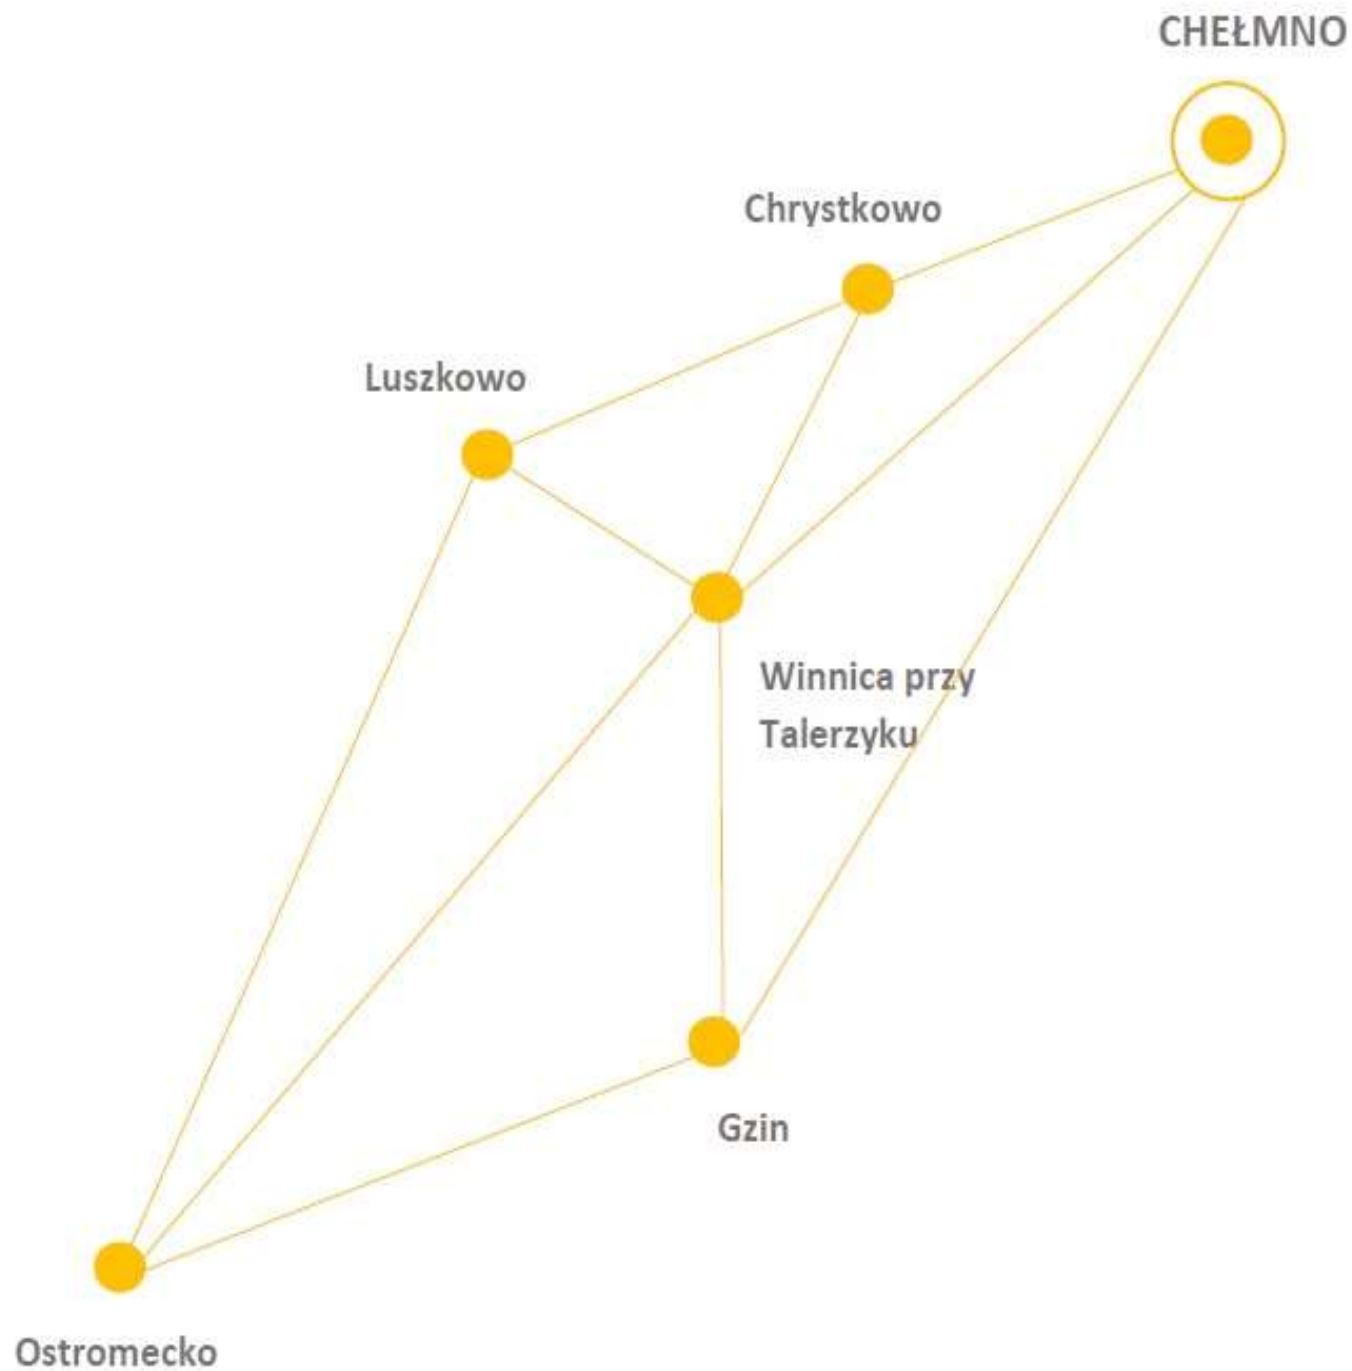 CHEŁMNO
Chrystkowo
Luszkowo
Winnica przy
Talerzyku
Gzin
Ostromecko